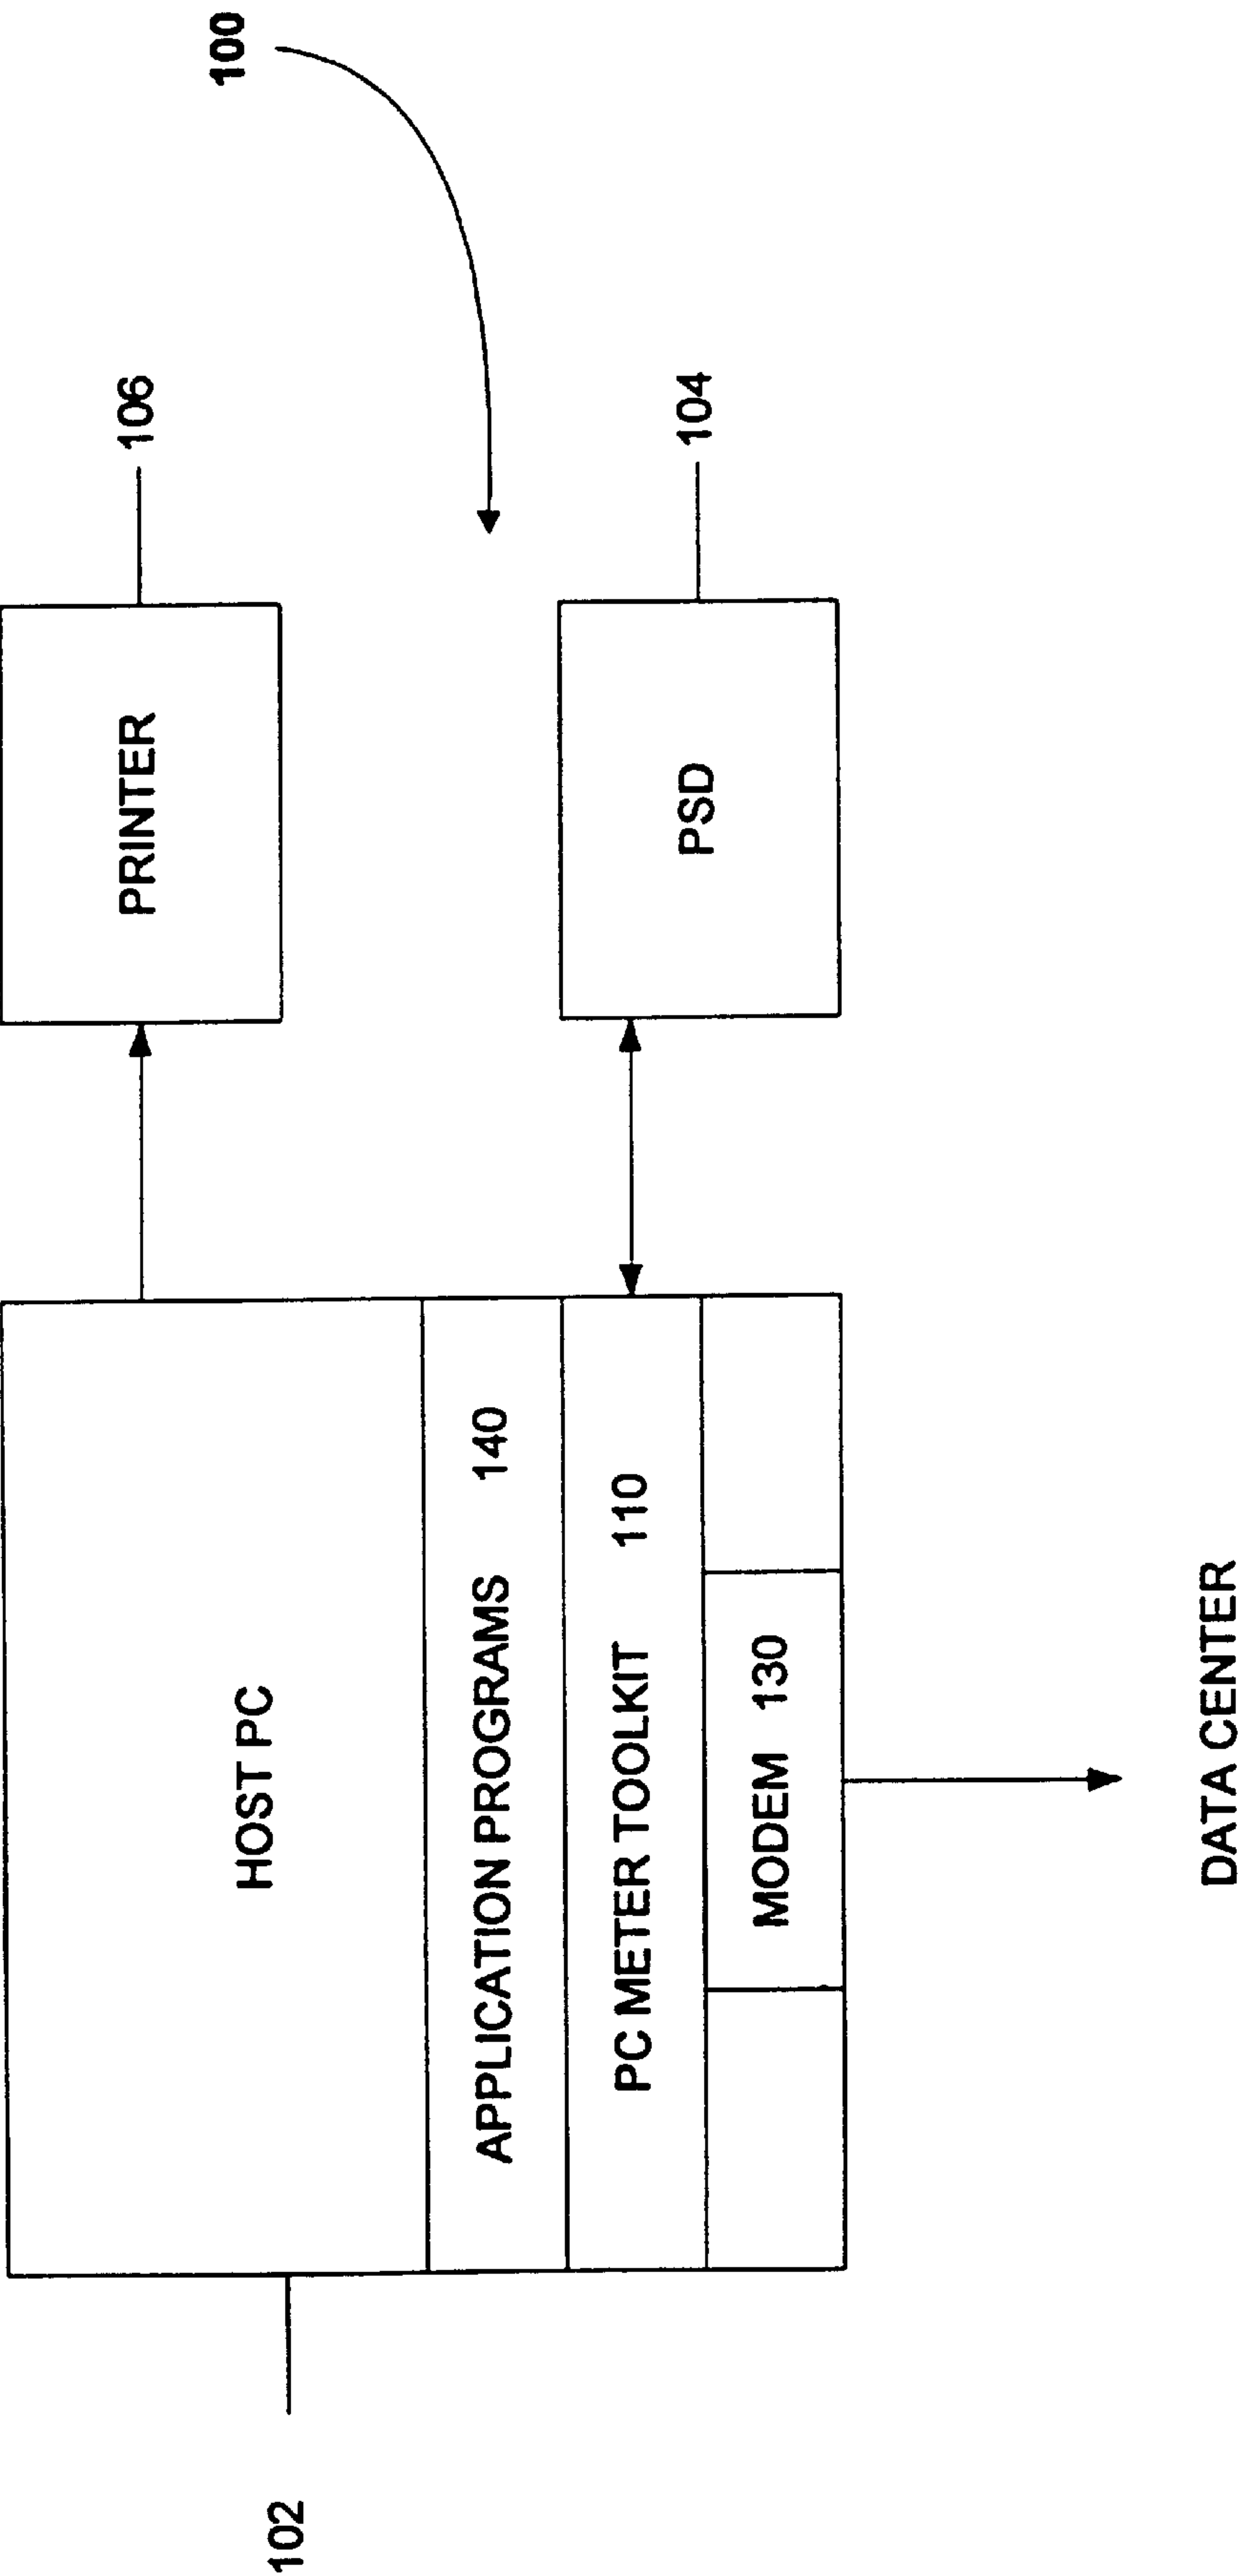 100
PRINTER
106
HOST PC
102
APPLICATION PROGRAMS 140
PC METER TOOLKIT 110
PSD
104
MODEM 130
DATA CENTER